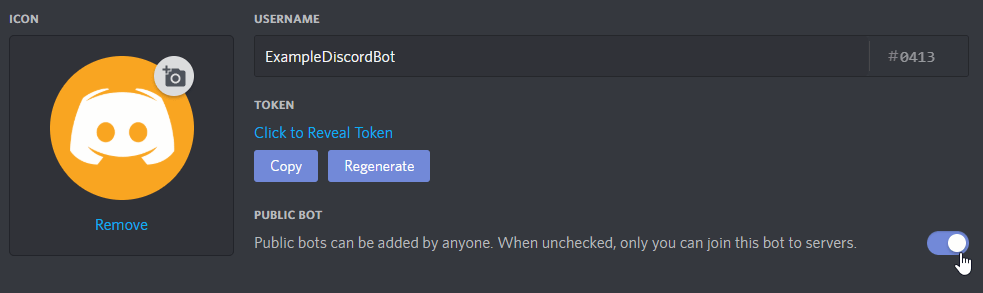 ICON
USERNAME
ExampleDiscordBot
#0413
TOKEN
Click to Reveal Token
Copy
Regenerate
Remove
PUBLIC BOT
Public bots can be added by anyone. When unchecked, only you can join this bot to servers.